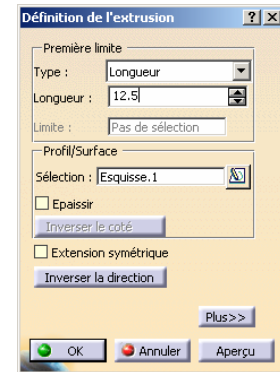 Définition de l'extrusion
Première limite
Type : Longueur
Longueur : 12.5
Limite : Pas de sélection
Profil/Surface
Sélection : Esquisse.1
Epaissir
Inverser le coté
Extension symétrique
Inverser la direction
Plus>>
OK Annuler Aperçu